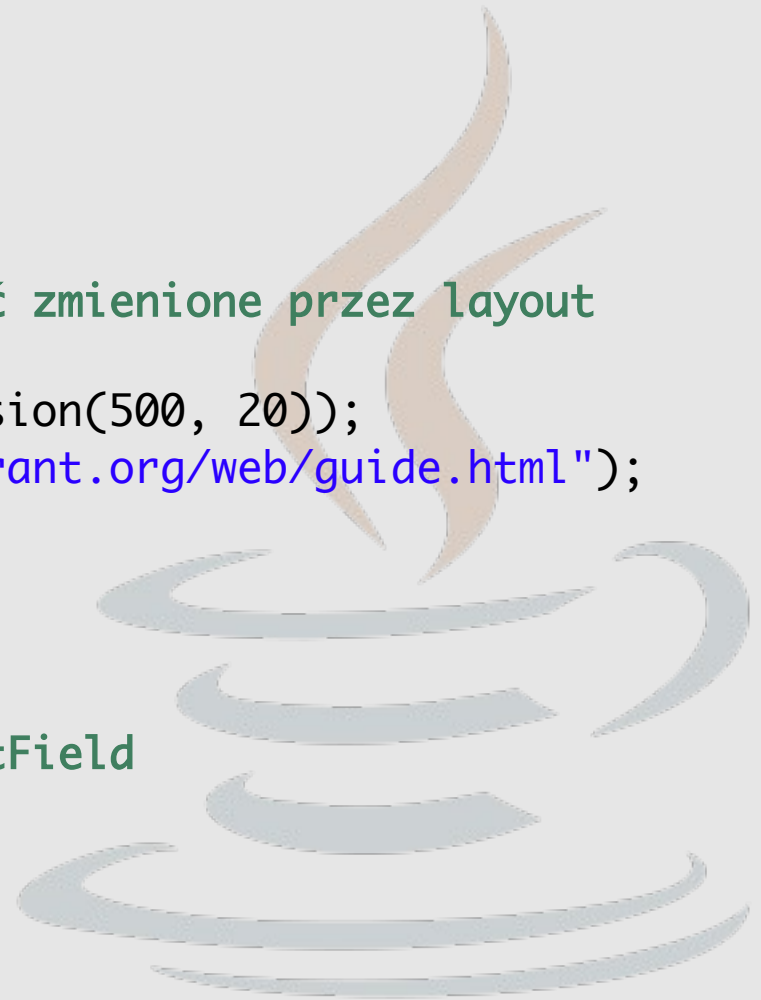 ć zmienione przez layout
sion(500, 20));
rant.org/web/guide.html");
tField